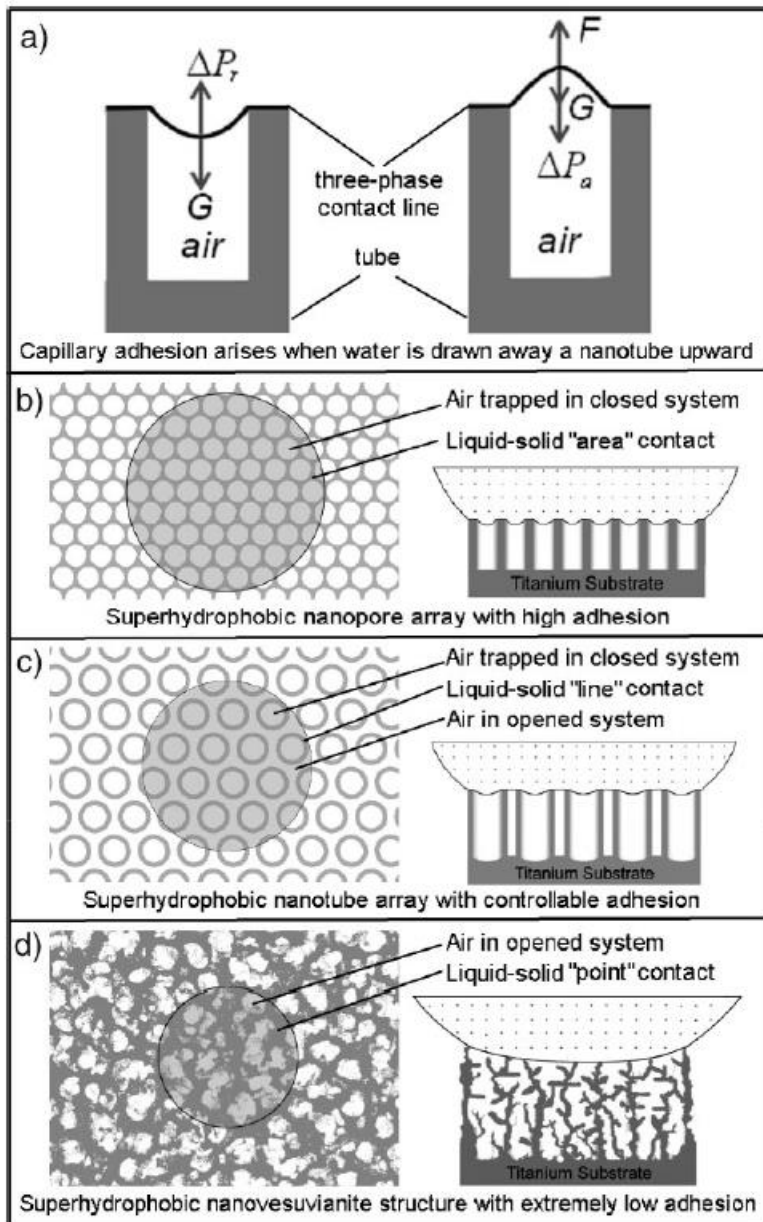 a)
ΔPr
G
air
F
G
ΔPa
air
three-phase
contact line
tube
Capillary adhesion arises when water is drawn away a nanotube upward
b)
Air trapped in closed system
Liquid-solid "area" contact
Titanium Substrate
Superhydrophobic nanopore array with high adhesion
c)
Air trapped in closed system
Liquid-solid "line" contact
Air in opened system
Titanium Substrate
Superhydrophobic nanotube array with controllable adhesion
d)
Air in opened system
Liquid-solid "point" contact
Titanium Substrate
Superhydrophobic nanovesuvianite structure with extremely low adhesion